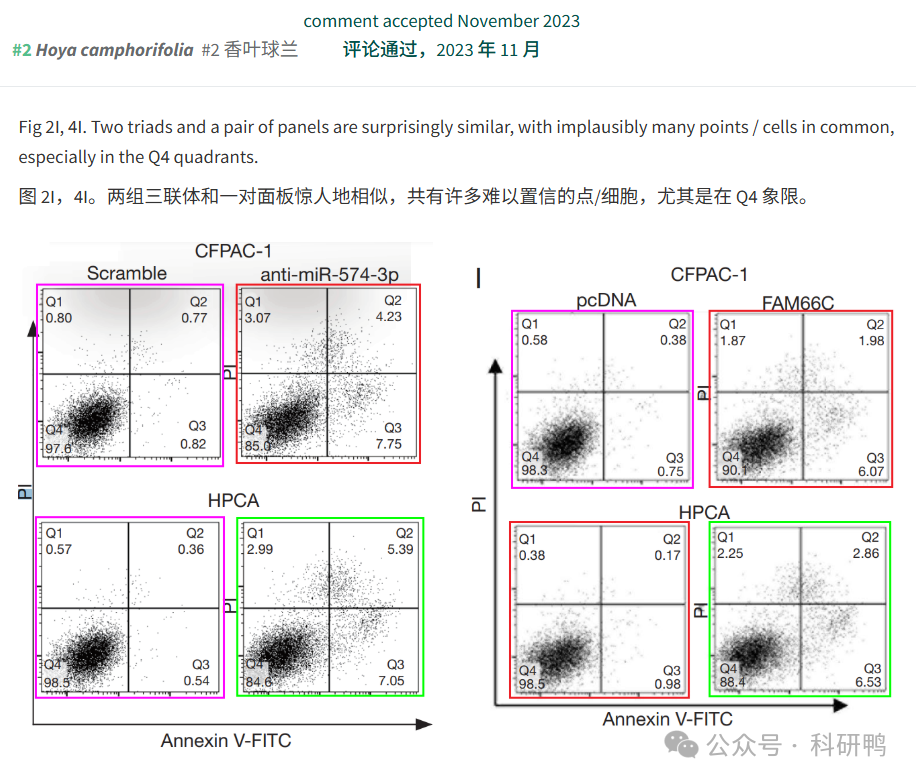 comment accepted November 2023
#2 Hoya camphorifolia #2 香叶球兰 评论通过，2023 年 11 月
Fig 2I, 4I. Two triads and a pair of panels are surprisingly similar, with implausibly many points / cells in common,
especially in the Q4 quadrants.
图 2I，4I。两组三联体和一对面板惊人地相似，共有许多难以置信的点/细胞，尤其是在 Q4 象限。
CFPAC-1
Scramble anti-miR-574-3p
Q1 Q2 Q1 Q2
0.80 0.77 3.07 4.23
PI
Q4 Q3 Q4 Q3
97.6 0.82 85.0 7.75
PI
HPCA
Q1 Q2 Q1 Q2
0.57 0.36 2.99 5.39
PI
Q4 Q3 Q4 Q3
98.5 0.54 84.6 7.05
Annexin V-FITC
I
CFPAC-1
pcDNA FAM66C
Q1 Q2 Q1 Q2
0.58 0.38 1.87 1.98
PI
Q4 Q3 Q4 Q3
98.3 0.75 90.1 6.07
PI
HPCA
Q1 Q2 Q1 Q2
0.38 0.17 2.25 2.86
PI
Q4 Q3 Q4 Q3
98.5 0.98 88.4 6.53
Annexin V-FITC
公众号 · 科研鸭